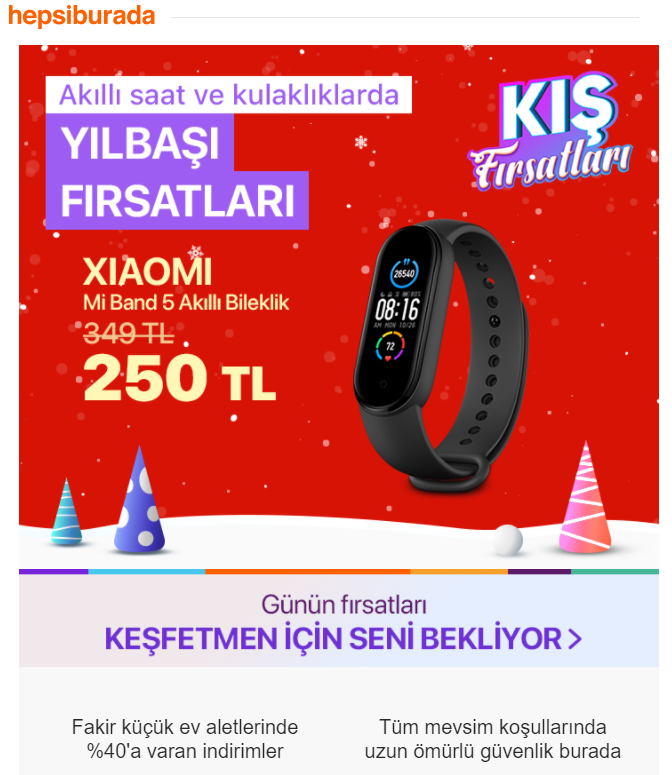 hepsiburada
Akıllı saat ve kulaklıklarda
YILBAŞI
FIRSATLARI
KIŞ
Fırsatları
XIAOMI
Mi Band 5 Akıllı Bileklik
349 TL
250 TL
26540
08:16
AM MON 10/26
72
Günün fırsatları
KEŞFETMEN İÇİN SENİ BEKLİYOR >
Fakir küçük ev aletlerinde
%40'a varan indirimler
Tüm mevsim koşullarında
uzun ömürlü güvenlik burada